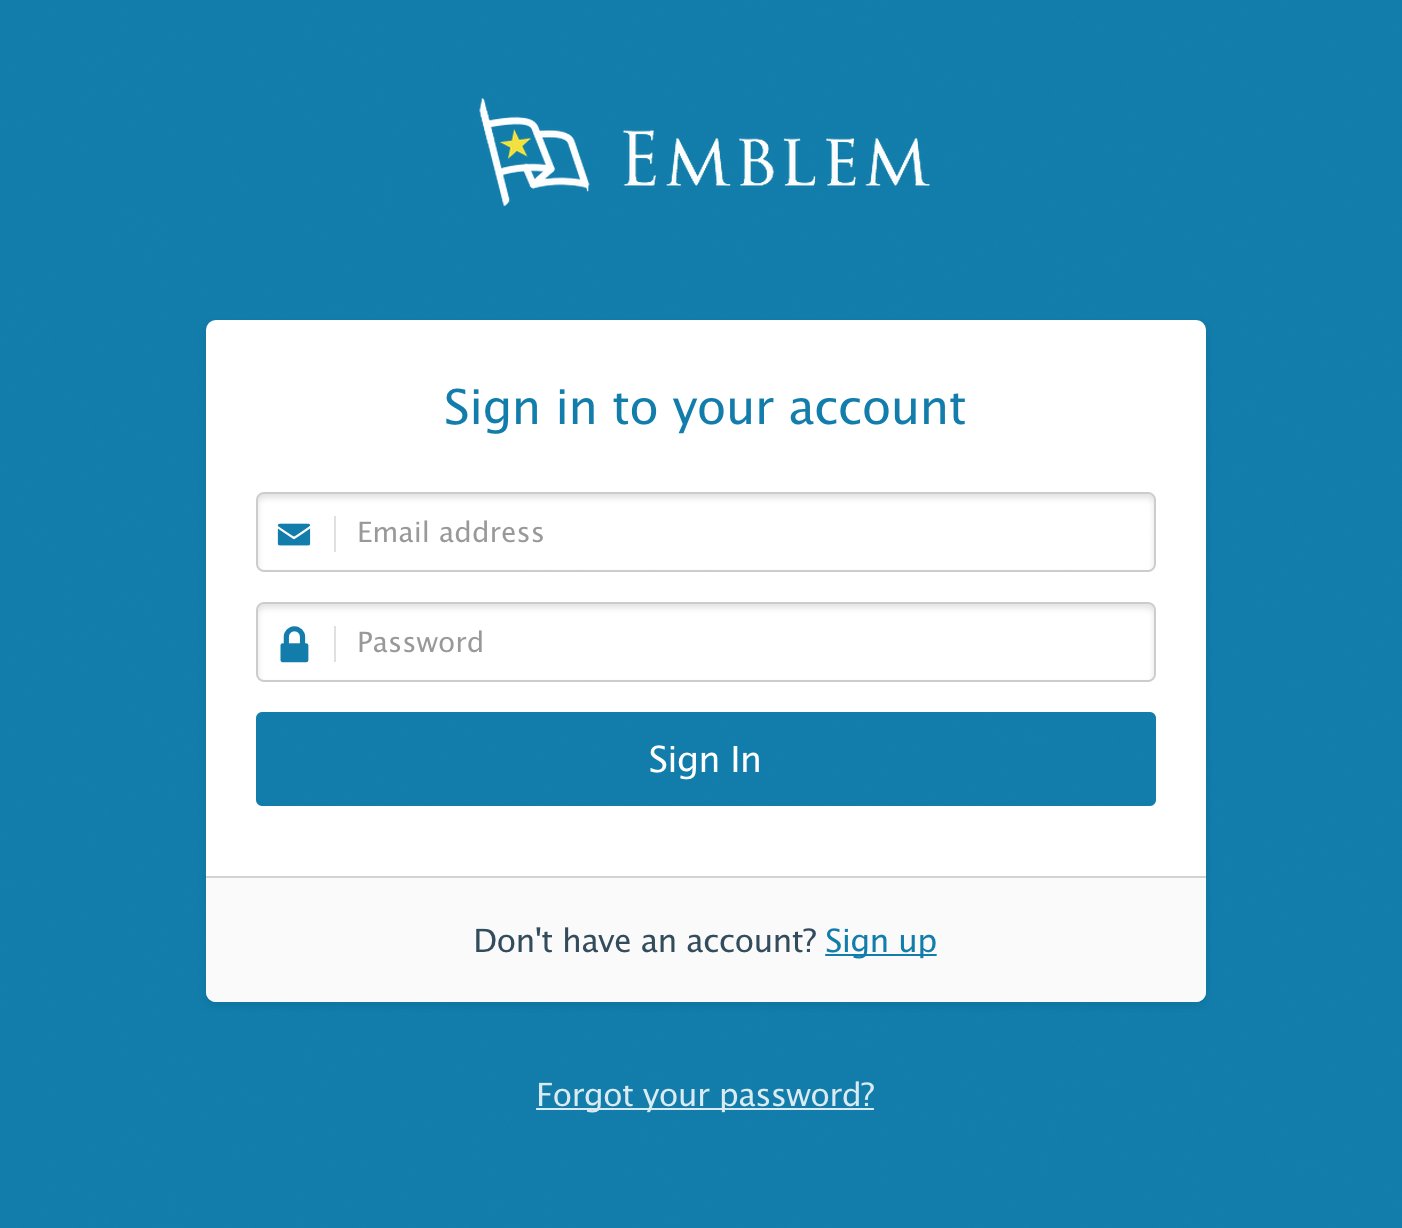 EMBLEM
Sign in to your account
Email address
Password
Sign In
Don't have an account? Sign up
Forgot your password?